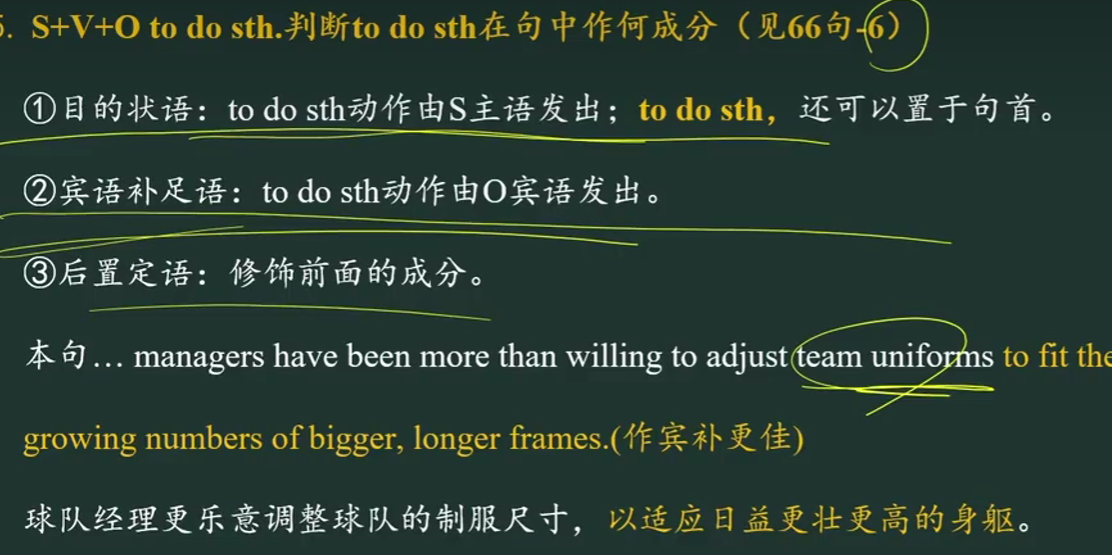 5. S+V+O to do sth.判断to do sth在句中作何成分（见66句-6）
①目的状语：to do sth动作由S主语发出；to do sth，还可以置于句首。
②宾语补足语：to do sth动作由O宾语发出。
③后置定语：修饰前面的成分。
本句… managers have been more than willing to adjust team uniforms to fit the
growing numbers of bigger, longer frames.(作宾补更佳)
球队经理更乐意调整球队的制服尺寸，以适应日益更壮更高的身躯。